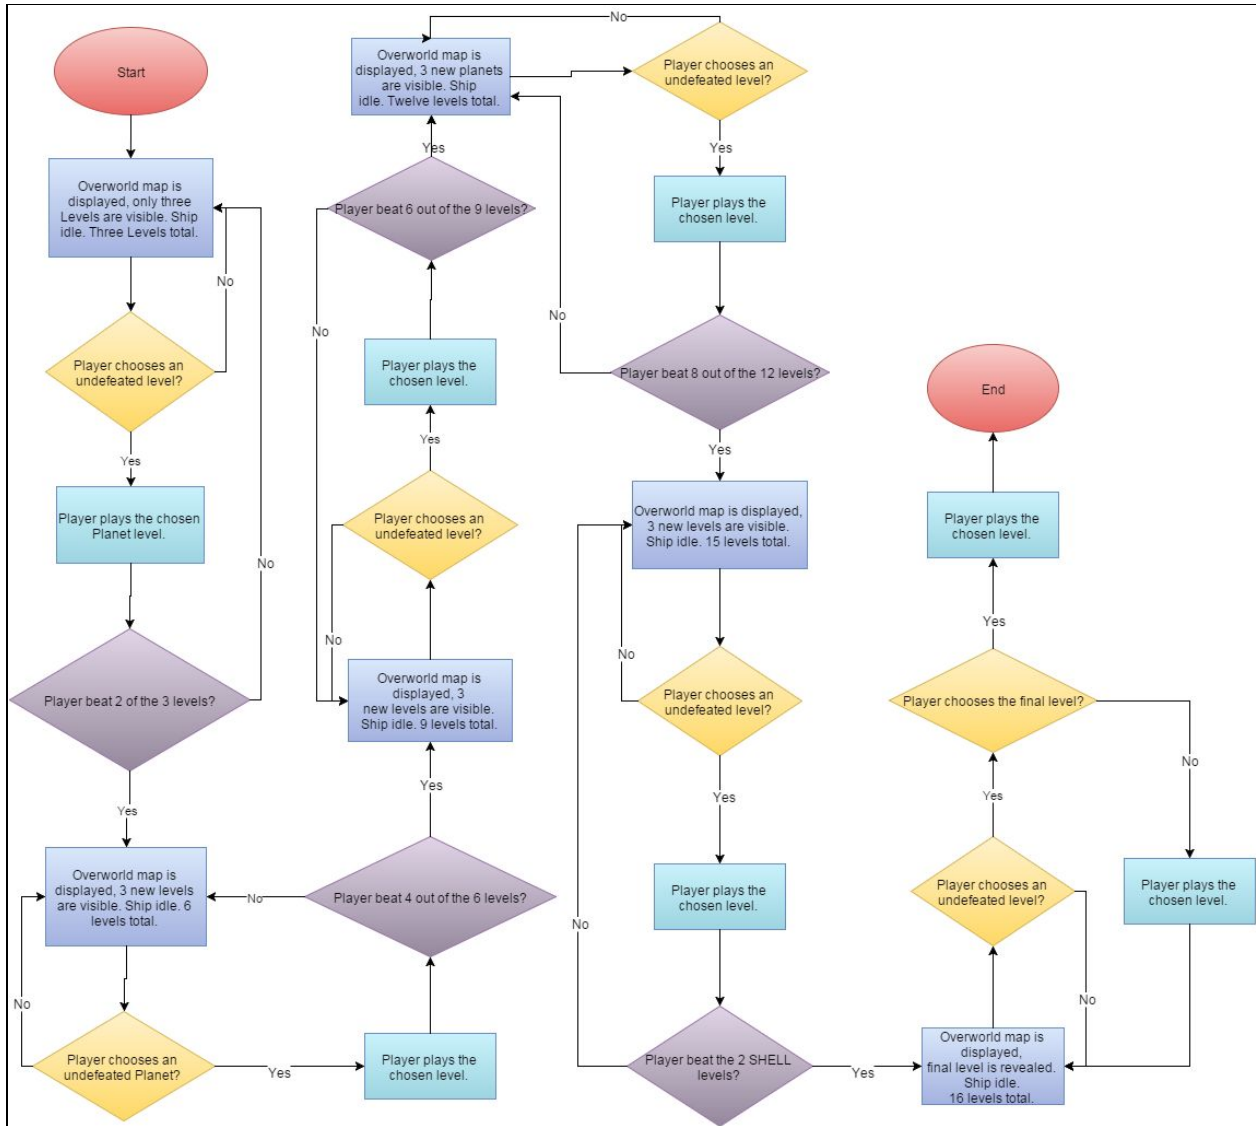 Start
Overworld map is
displayed, only three
Levels are visible. Ship
idle. Three Levels total.
No
Player chooses an
undefeated level?
Yes
Player plays the chosen
Planet level.
No
Player beat 2 of the 3 levels?
Yes
Overworld map is
displayed, 3 new levels
are visible. Ship idle. 6
levels total.
No
Player chooses an
undefeated Planet?
Yes
Player plays the
chosen level.
Player beat 4 out of the 6 levels?
No
Yes
Overworld map is
displayed, 3
new levels are visible.
Ship idle. 9 levels total.
No
Player chooses an
undefeated level?
Yes
Player plays the
chosen level.
No
Player beat 6 out of the 9 levels?
Yes
Overworld map is
displayed, 3 new planets
are visible. Ship
idle. Twelve levels total.
No
Player chooses an
undefeated level?
Yes
Player plays the
chosen level.
No
Player beat 8 out of the 12 levels?
Yes
Overworld map is displayed,
3 new levels are visible.
Ship idle. 15 levels total.
No
Player chooses an
undefeated level?
Yes
Player plays the
chosen level.
No
Player beat the 2 SHELL
levels?
Yes
Overworld map is
displayed,
final level is revealed.
Ship idle.
16 levels total.
No
Player chooses an
undefeated level?
Yes
Player chooses the final level?
No
Player plays the
chosen level.
Yes
Player plays the
chosen level.
End